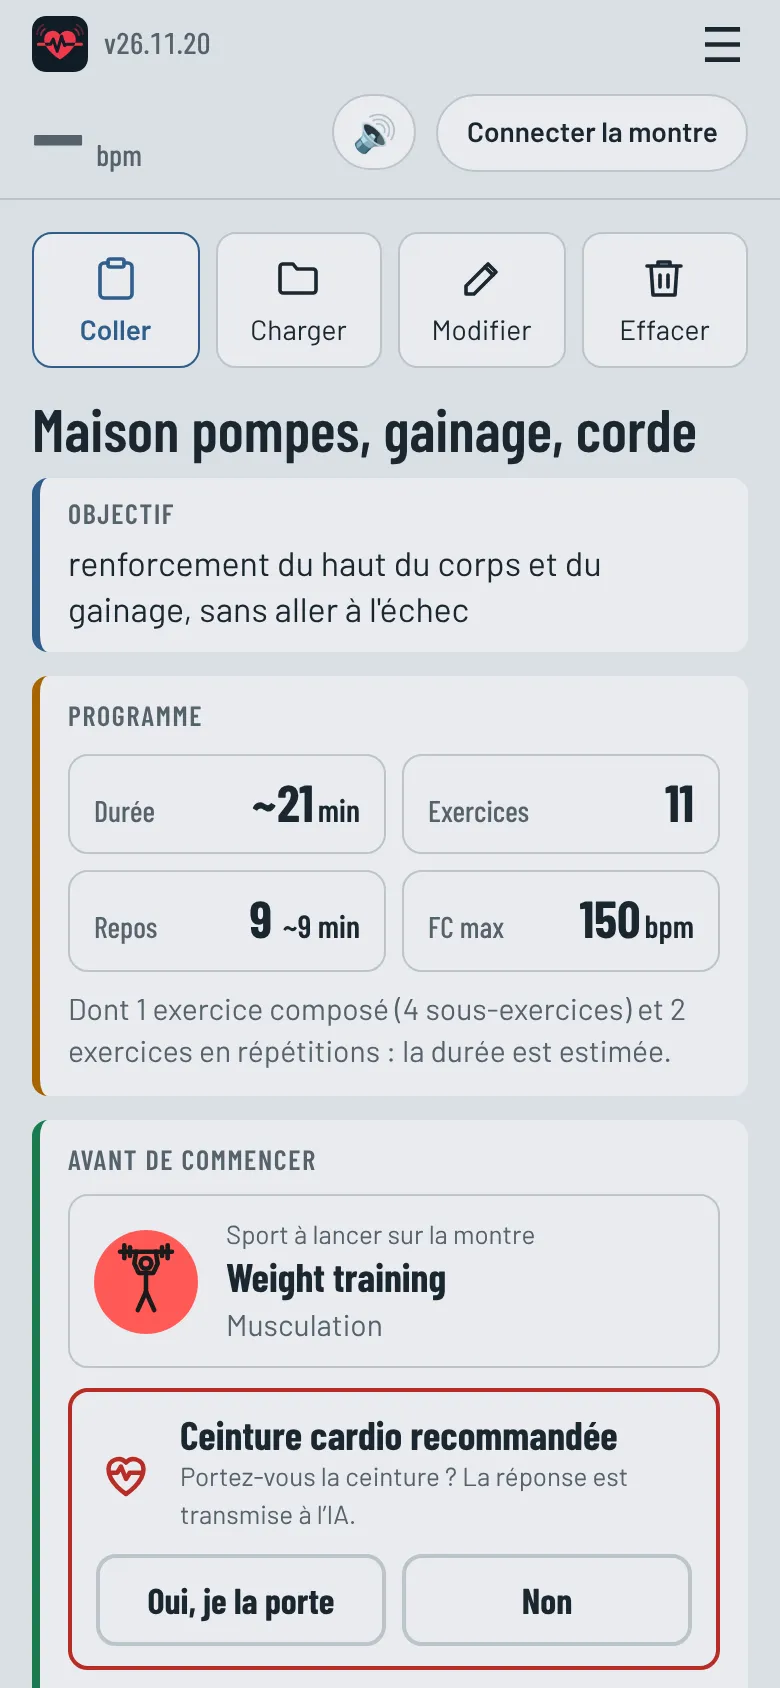 v26.11.20
bpm
Connecter la montre
Coller
Charger
Modifier
Effacer
Maison pompes, gainage, corde
OBJECTIF
renforcement du haut du corps et du
gainage, sans aller à l'échec
PROGRAMME
Durée ~21 min
Exercices 11
Repos 9 ~9 min
FC max 150 bpm
Dont 1 exercice composé (4 sous-exercices) et 2
exercices en répétitions : la durée est estimée.
AVANT DE COMMENCER
Sport à lancer sur la montre
Weight training
Musculation
Ceinture cardio recommandée
Portez-vous la ceinture ? La réponse est
transmise à l’IA.
Oui, je la porte
Non